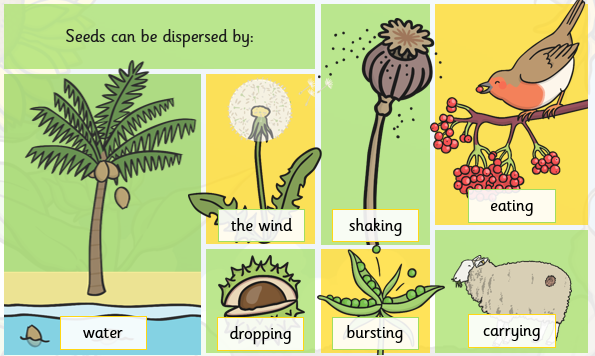 Seeds can be dispersed by:
water
the wind
shaking
eating
dropping
bursting
carrying